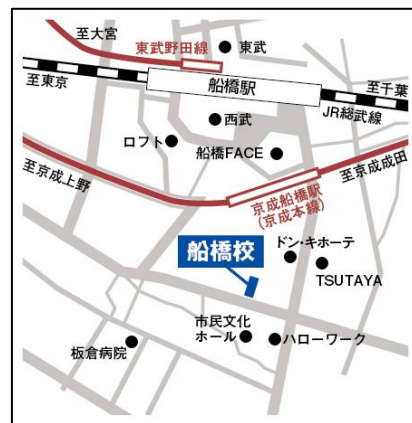 至大宮
東武野田線
東武
至東京
船橋駅
至千葉
JR総武線
西武
ロフト
船橋FACE
至京成上野
京成船橋駅
(京成本線)
至京成成田
船橋校
ドン・キホーテ
TSUTAYA
市民文化
ホール
ハローワーク
板倉病院